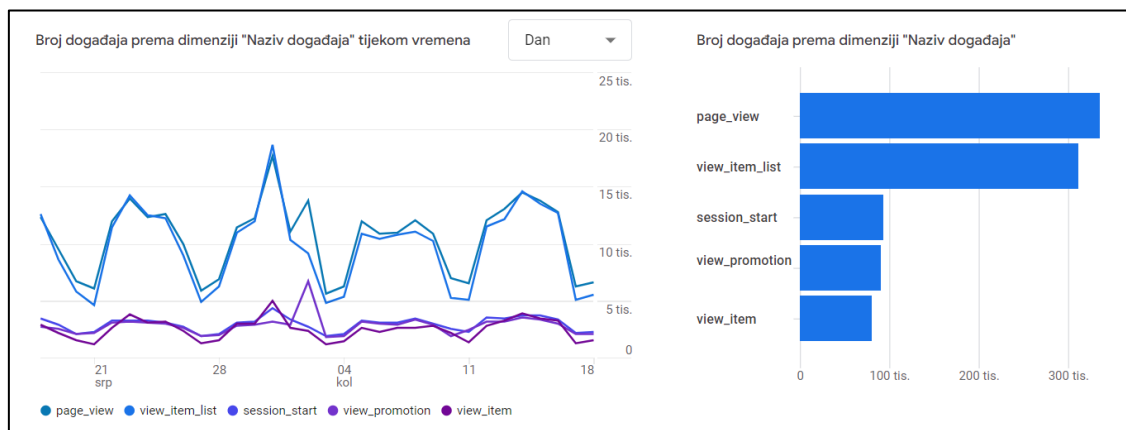 Broj događaja prema dimenziji "Naziv događaja" tijekom vremena
Dan
25 tis.
20 tis.
15 tis.
10 tis.
5 tis.
0
21
srp
28
04
kol
11
18
page_view
view_item_list
session_start
view_promotion
view_item
Broj događaja prema dimenziji "Naziv događaja"
page_view
view_item_list
session_start
view_promotion
view_item
0
100 tis.
200 tis.
300 tis.